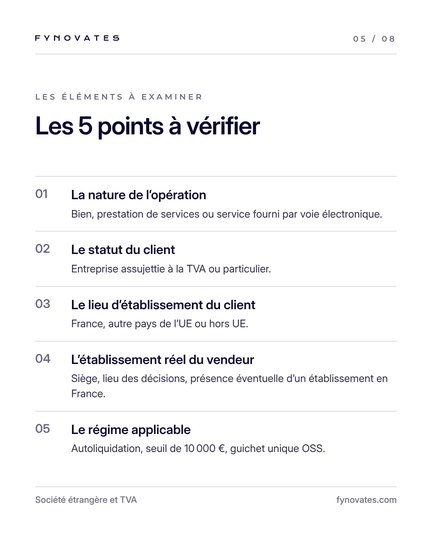 FYNOVATES
05 / 08
LES ÉLÉMENTS À EXAMINER
Les 5 points à vérifier
01
La nature de l’opération
Bien, prestation de services ou service fourni par voie électronique.
02
Le statut du client
Entreprise assujettie à la TVA ou particulier.
03
Le lieu d’établissement du client
France, autre pays de l’UE ou hors UE.
04
L’établissement réel du vendeur
Siège, lieu des décisions, présence éventuelle d’un établissement en
France.
05
Le régime applicable
Autoliquidation, seuil de 10 000 €, guichet unique OSS.
Société étrangère et TVA
fynovates.com